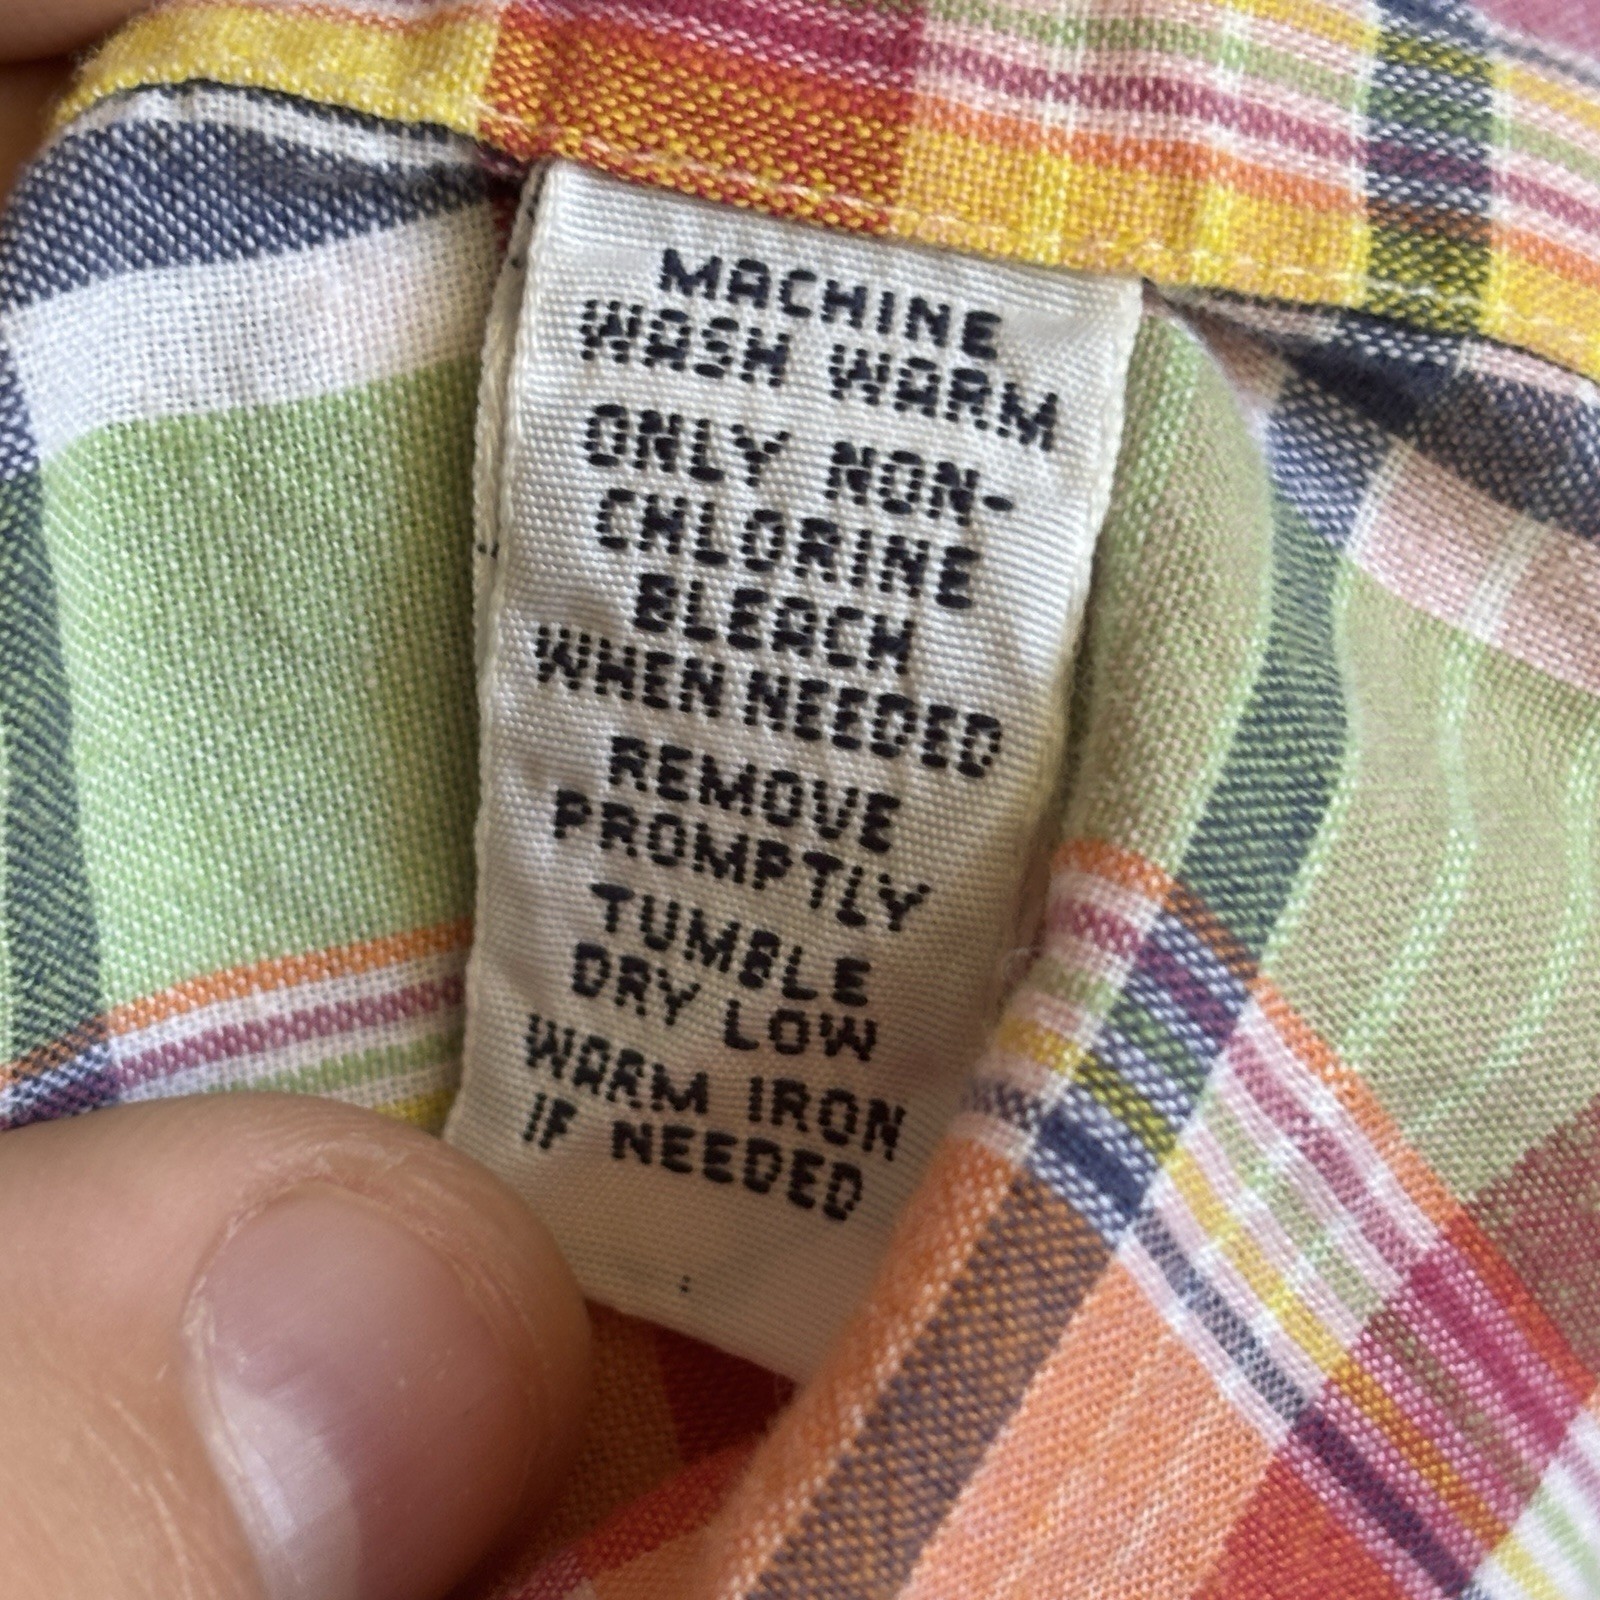 MACHINE
WASH WARM
ONLY NON-
CHLORINE
BLEACH
WHEN NEEDED
REMOVE
PROMPTLY
TUMBLE
DRY LOW
WARM IRON
IF NEEDED